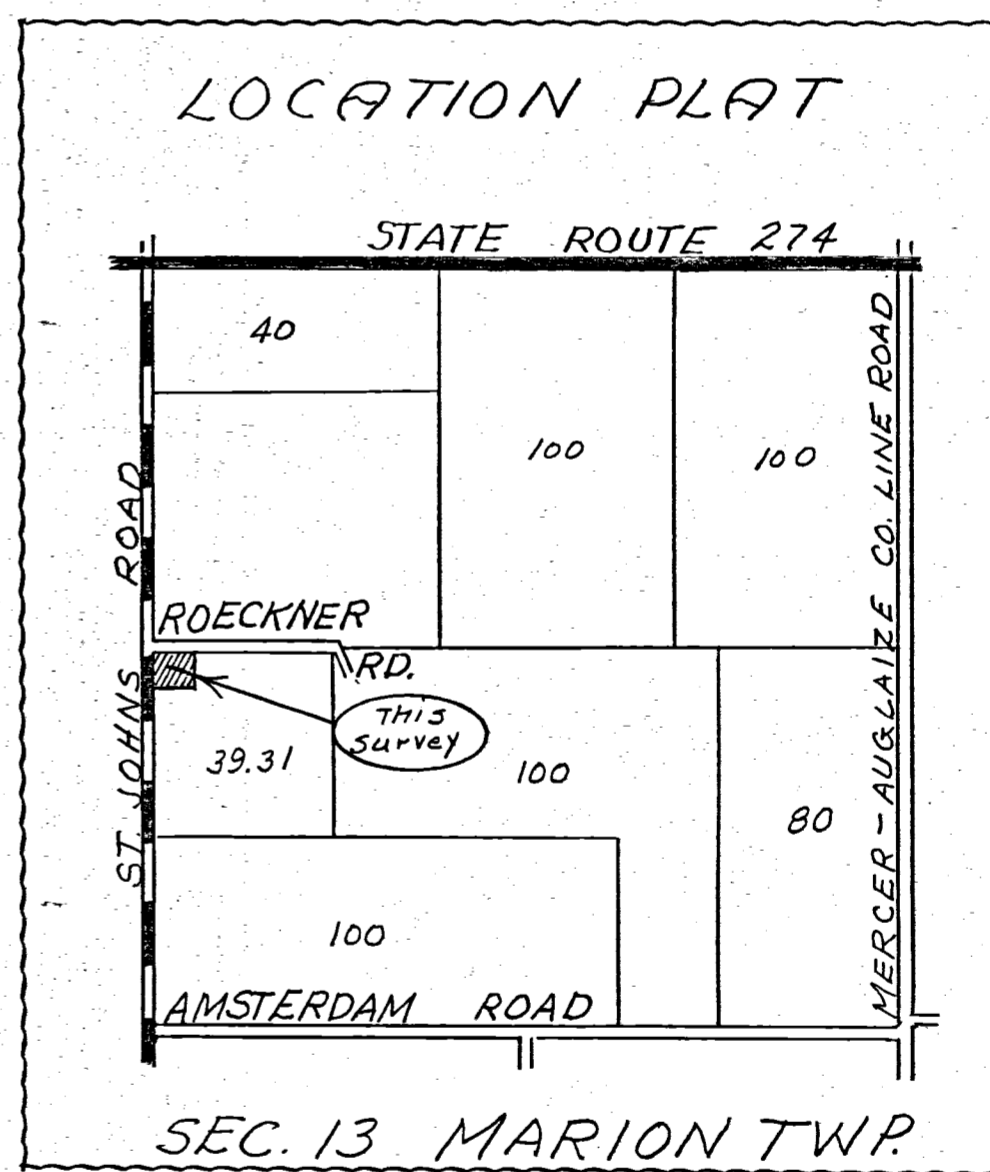 LOCATION PLAT
STATE ROUTE 274
40
100
100
ST. JOHNS ROAD
MERCER - AUGLAIZE CO. LINE ROAD
ROECKNER
RD.
THIS
survey
39.31
100
80
100
AMSTERDAM ROAD
SEC. 13 MARION TWP.